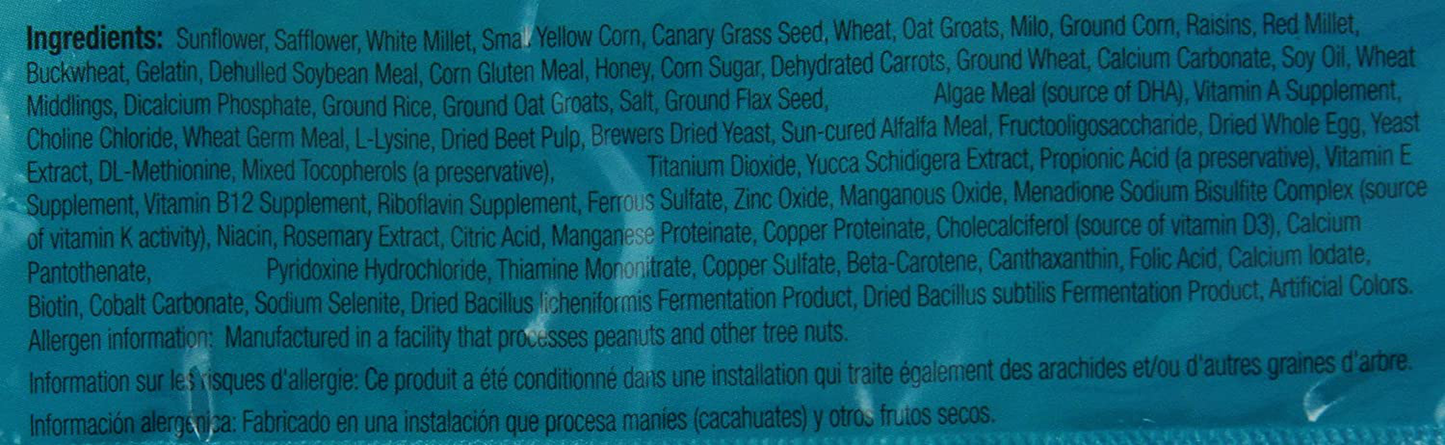 Ingredients: Sunflower, Safflower, White Millet, Small Yellow Corn, Canary Grass Seed, Wheat, Oat Groats, Milo, Ground Corn, Raisins, Red Millet,
Buckwheat, Gelatin, Dehulled Soybean Meal, Corn Gluten Meal, Honey, Corn Sugar, Dehydrated Carrots, Ground Wheat, Calcium Carbonate, Soy Oil, Wheat
Middlings, Dicalcium Phosphate, Ground Rice, Ground Oat Groats, Salt, Ground Flax Seed, Algae Meal (source of DHA), Vitamin A Supplement,
Choline Chloride, Wheat Germ Meal, L-Lysine, Dried Beet Pulp, Brewers Dried Yeast, Sun-cured Alfalfa Meal, Fructooligosaccharide, Dried Whole Egg, Yeast
Extract, DL-Methionine, Mixed Tocopherols (a preservative), Titanium Dioxide, Yucca Schidigera Extract, Propionic Acid (a preservative), Vitamin E
Supplement, Vitamin B12 Supplement, Riboflavin Supplement, Ferrous Sulfate, Zinc Oxide, Manganous Oxide, Menadione Sodium Bisulfite Complex (source
of vitamin K activity), Niacin, Rosemary Extract, Citric Acid, Manganese Proteinate, Copper Proteinate, Cholecalciferol (source of vitamin D3), Calcium
Pantothenate, Pyridoxine Hydrochloride, Thiamine Mononitrate, Copper Sulfate, Beta-Carotene, Canthaxanthin, Folic Acid, Calcium Iodate,
Biotin, Cobalt Carbonate, Sodium Selenite, Dried Bacillus licheniformis Fermentation Product, Dried Bacillus subtilis Fermentation Product, Artificial Colors.
Allergen information: Manufactured in a facility that processes peanuts and other tree nuts.
Information sur les risques d'allergie: Ce produit a été conditionné dans une installation qui traite également des arachides et/ou d'autres graines d'arbre.
Información alergénica: Fabricado en una instalación que procesa maníes (cacahuates) y otros frutos secos.